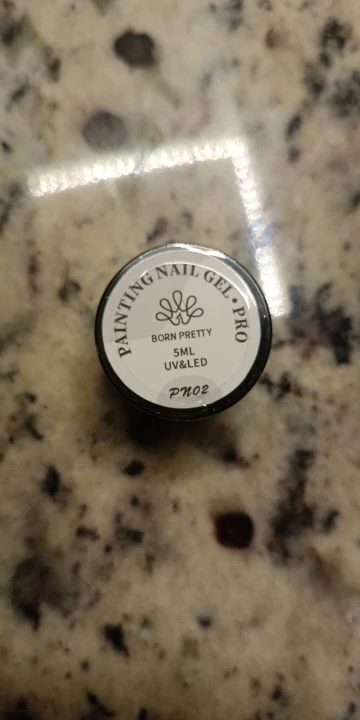 PAINTING NAIL GEL • PRO
BORN PRETTY
5ML
UV&LED
PN02